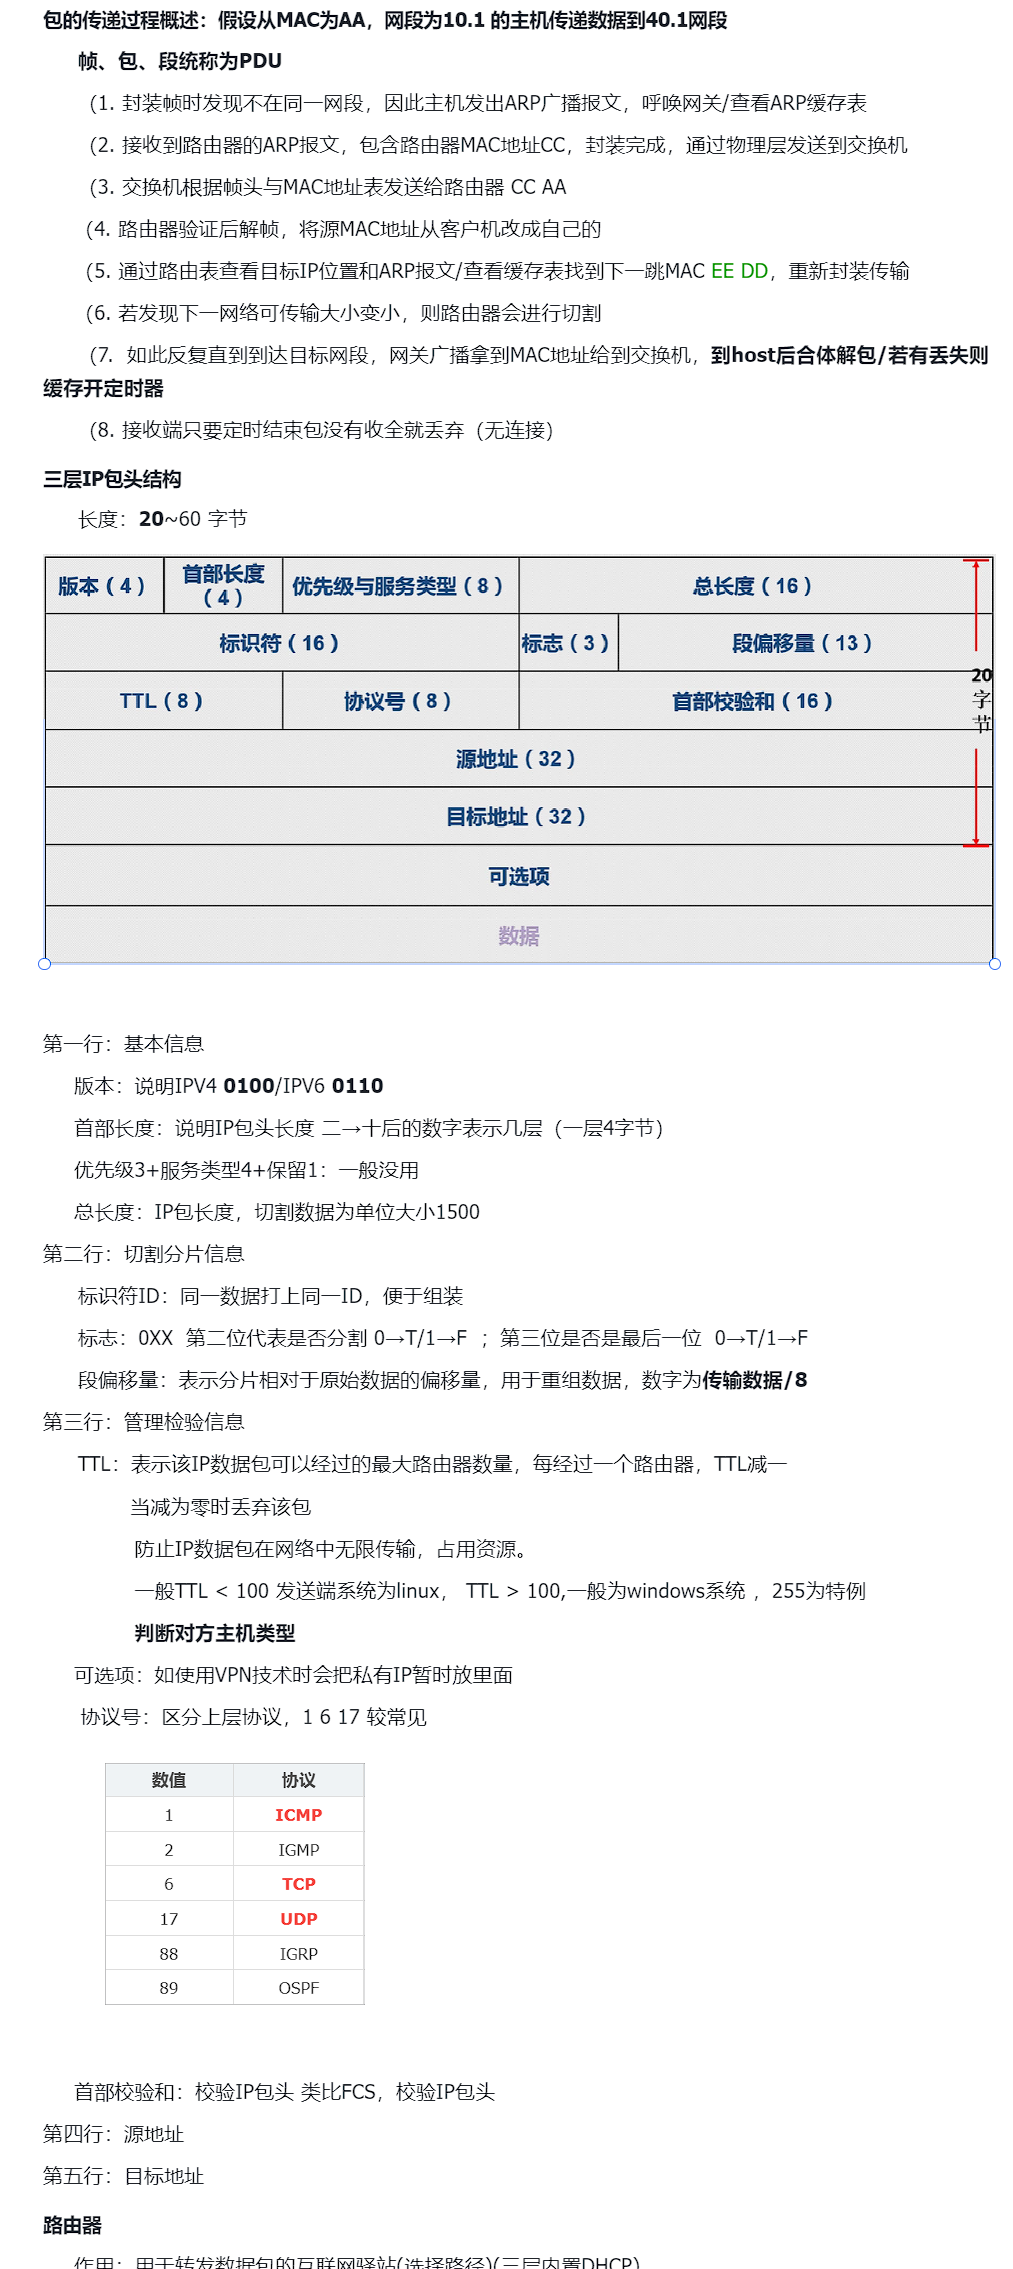 包的传递过程概述：假设从MAC为AA，网段为10.1 的主机传递数据到40.1网段
帧、包、段统称为PDU
(1. 封装帧时发现不在同一网段，因此主机发出ARP广播报文，呼唤网关/查看ARP缓存表
(2. 接收到路由器的ARP报文，包含路由器MAC地址CC，封装完成，通过物理层发送到交换机
(3. 交换机根据帧头与MAC地址表发送给路由器 CC AA
(4. 路由器验证后解帧，将源MAC地址从客户机改成自己的
(5. 通过路由表查看目标IP位置和ARP报文/查看缓存表找到下一跳MAC EE DD，重新封装传输
(6. 若发现下一网络可传输大小变小，则路由器会进行切割
(7. 如此反复直到到达目标网段，网关广播拿到MAC地址给到交换机，到host后合体解包/若有丢失则
缓存开定时器
(8. 接收端只要定时结束包没有收全就丢弃（无连接）
三层IP包头结构
长度：20~60 字节
版本（4） 首部长度（4） 优先级与服务类型（8） 总长度（16）
标识符（16） 标志（3） 段偏移量（13）
20
字
节
TTL（8） 协议号（8） 首部校验和（16）
源地址（32）
目标地址（32）
可选项
数据
第一行：基本信息
版本：说明IPV4 0100/IPV6 0110
首部长度：说明IP包头长度 二→十后的数字表示几层（一层4字节）
优先级3+服务类型4+保留1：一般没用
总长度：IP包长度，切割数据为单位大小1500
第二行：切割分片信息
标识符ID：同一数据打上同一ID，便于组装
标志：0XX 第二位代表是否分割 0→T/1→F ；第三位是否是最后一位 0→T/1→F
段偏移量：表示分片相对于原始数据的偏移量，用于重组数据，数字为传输数据/8
第三行：管理检验信息
TTL：表示该IP数据包可以经过的最大路由器数量，每经过一个路由器，TTL减一
当减为零时丢弃该包
防止IP数据包在网络中无限传输，占用资源。
一般TTL < 100 发送端系统为linux， TTL > 100,一般为windows系统 ，255为特例
判断对方主机类型
可选项：如使用VPN技术时会把私有IP暂时放里面
协议号：区分上层协议，1 6 17 较常见
数值 协议
1 ICMP
2 IGMP
6 TCP
17 UDP
88 IGRP
89 OSPF
首部校验和：校验IP包头 类比FCS，校验IP包头
第四行：源地址
第五行：目标地址
路由器
作用：用于转发数据包的互联网驿站(选择路径)(三层内置DHCP)